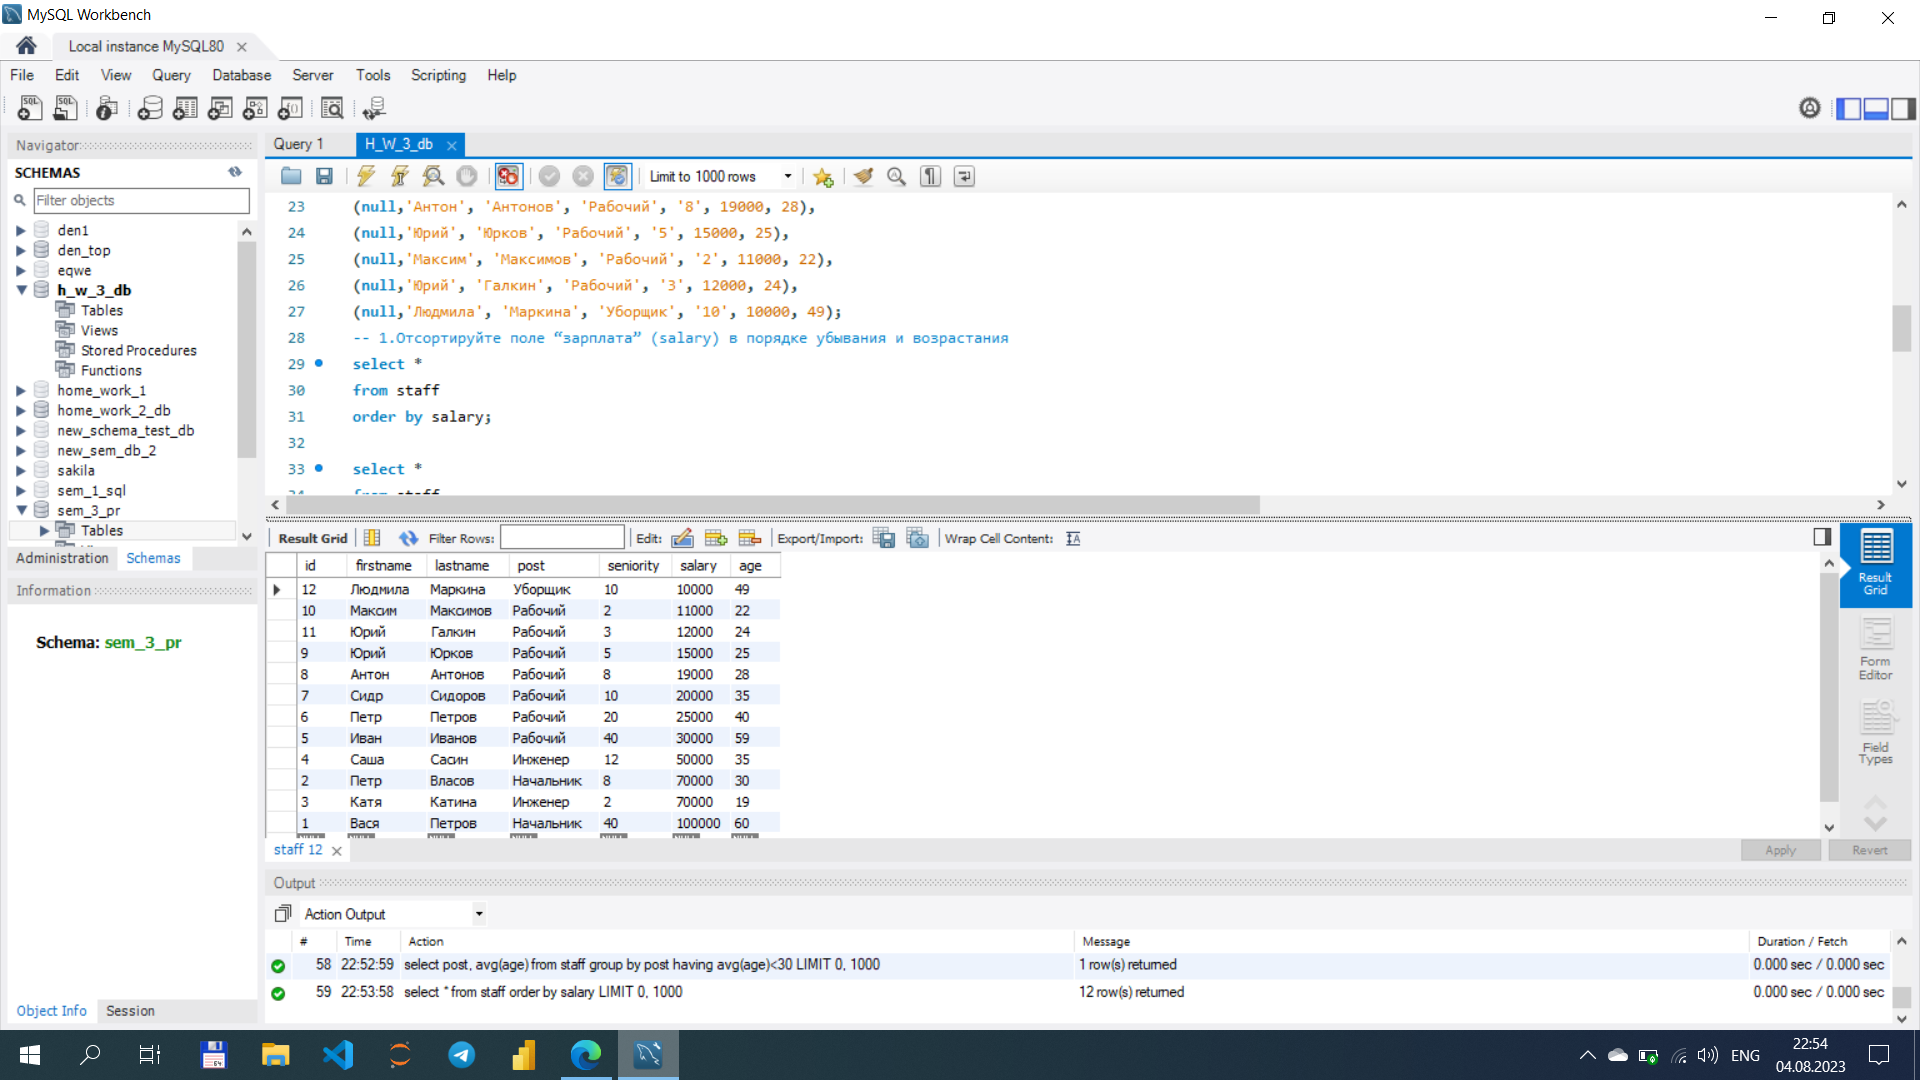 MySQL Workbench
Local instance MySQL80
File Edit View Query Database Server Tools Scripting Help
Navigator
SCHEMAS
Filter objects
den1
den_top
eqwe
h_w_3_db
Tables
Views
Stored Procedures
Functions
home_work_1
home_work_2_db
new_schema_test_db
new_sem_db_2
sakila
sem_1_sql
sem_3_pr
Tables
Administration Schemas
Information
Schema: sem_3_pr
Object Info Session
Query 1 H_W_3_db
Limit to 1000 rows
23 (null,'Антон', 'Антонов', 'Рабочий', '8', 19000, 28),
24 (null,'Юрий', 'Юрков', 'Рабочий', '5', 15000, 25),
25 (null,'Максим', 'Максимов', 'Рабочий', '2', 11000, 22),
26 (null,'Юрий', 'Галкин', 'Рабочий', '3', 12000, 24),
27 (null,'Людмила', 'Маркина', 'Уборщик', '10', 10000, 49);
28 -- 1.Отсортируйте поле “зарплата” (salary) в порядке убывания и возрастания
29 select *
30 from staff
31 order by salary;
32
33 select *
34 from staff
Result Grid Filter Rows: Edit: Export/Import: Wrap Cell Content:
id firstname lastname post seniority salary age
12 Людмила Маркина Уборщик 10 10000 49
10 Максим Максимов Рабочий 2 11000 22
11 Юрий Галкин Рабочий 3 12000 24
9 Юрий Юрков Рабочий 5 15000 25
8 Антон Антонов Рабочий 8 19000 28
7 Сидр Сидоров Рабочий 10 20000 35
6 Петр Петров Рабочий 20 25000 40
5 Иван Иванов Рабочий 40 30000 59
4 Саша Сасин Инженер 12 50000 35
2 Петр Власов Начальник 8 70000 30
3 Катя Катина Инженер 2 70000 19
1 Вася Петров Начальник 40 100000 60
NULL NULL NULL NULL NULL NULL NULL
Result Grid
Form Editor
Field Types
staff 12 Apply Revert
Output
Action Output
# Time Action Message Duration / Fetch
58 22:52:59 select post, avg(age) from staff group by post having avg(age)<30 LIMIT 0, 1000 1 row(s) returned 0.000 sec / 0.000 sec
59 22:53:58 select * from staff order by salary LIMIT 0, 1000 12 row(s) returned 0.000 sec / 0.000 sec
ENG
22:54
04.08.2023